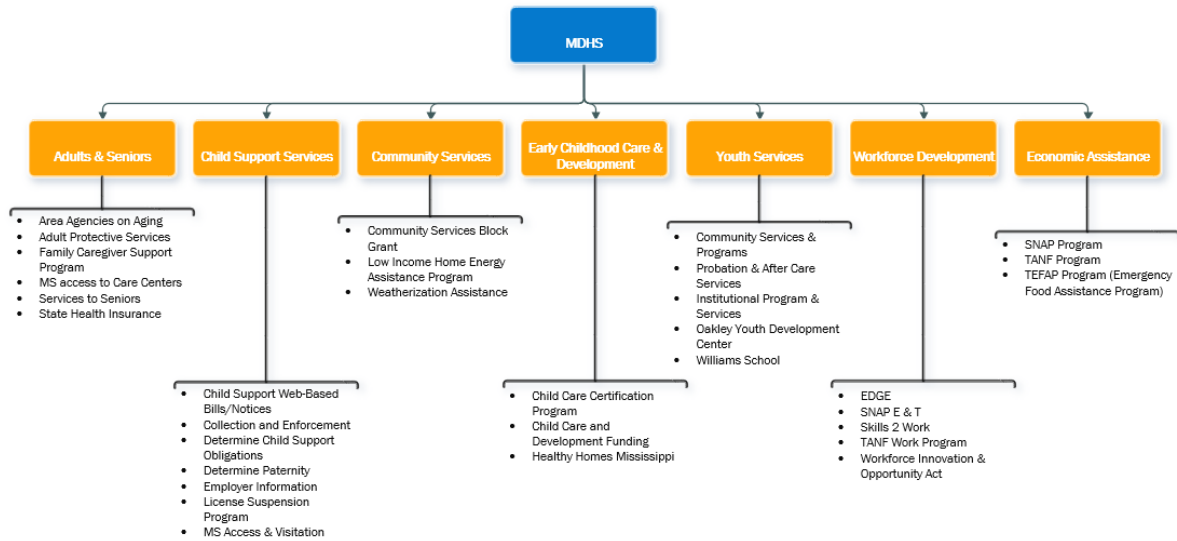 MDHS
Adults & Seniors
Child Support Services
Community Services
Early Childhood Care &
Development
Youth Services
Workforce Development
Economic Assistance
• Area Agencies on Aging
• Adult Protective Services
• Family Caregiver Support
Program
• MS access to Care Centers
• Services to Seniors
• State Health Insurance
• Child Support Web-Based
Bills/Notices
• Collection and Enforcement
• Determine Child Support
Obligations
• Determine Paternity
• Employer Information
• License Suspension
Program
• MS Access & Visitation
• Community Services Block
Grant
• Low Income Home Energy
Assistance Program
• Weatherization Assistance
• Child Care Certification
Program
• Child Care and
Development Funding
• Healthy Homes Mississippi
• Community Services &
Programs
• Probation & After Care
Services
• Institutional Program &
Services
• Oakley Youth Development
Center
• Williams School
• EDGE
• SNAP E & T
• Skills 2 Work
• TANF Work Program
• Workforce Innovation &
Opportunity Act
• SNAP Program
• TANF Program
• TEFAP Program (Emergency
Food Assistance Program)